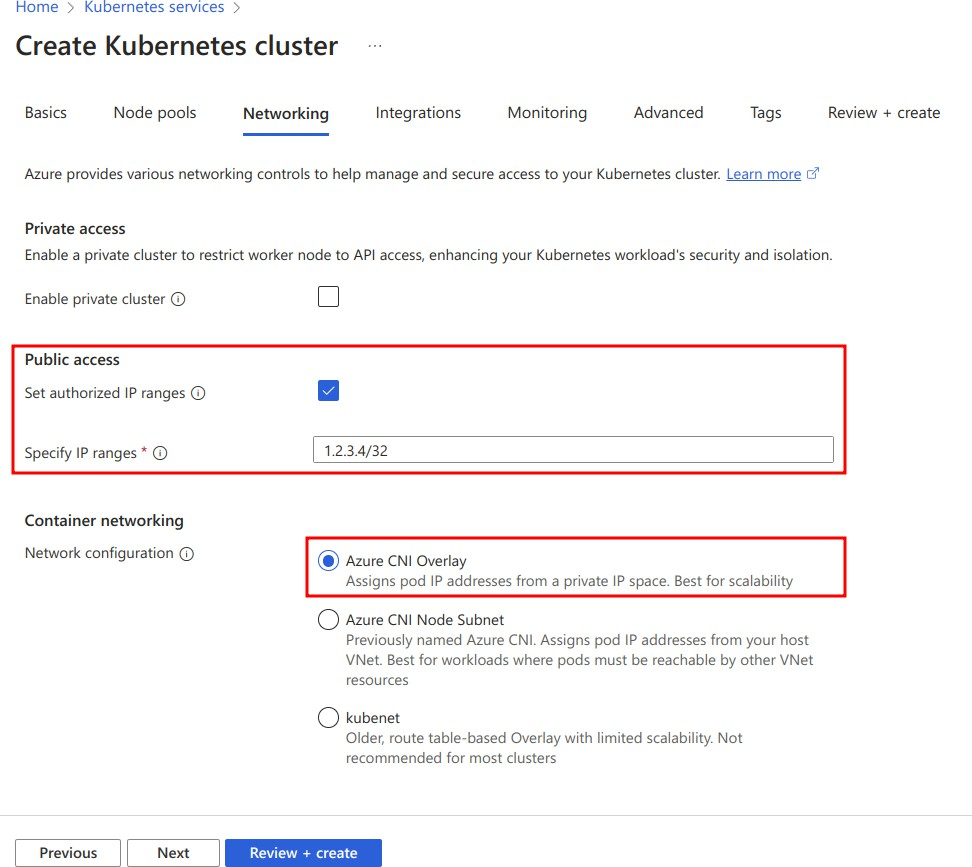 Home > Kubernetes services >
Create Kubernetes cluster ...
Basics Node pools Networking Integrations Monitoring Advanced Tags Review + create
Azure provides various networking controls to help manage and secure access to your Kubernetes cluster. Learn more
Private access
Enable a private cluster to restrict worker node to API access, enhancing your Kubernetes workload's security and isolation.
Enable private cluster
Public access
Set authorized IP ranges
Specify IP ranges * 1.2.3.4/32
Container networking
Network configuration
Azure CNI Overlay
Assigns pod IP addresses from a private IP space. Best for scalability
Azure CNI Node Subnet
Previously named Azure CNI. Assigns pod IP addresses from your host
VNet. Best for workloads where pods must be reachable by other VNet
resources
kubenet
Older, route table-based Overlay with limited scalability. Not
recommended for most clusters
Previous Next Review + create